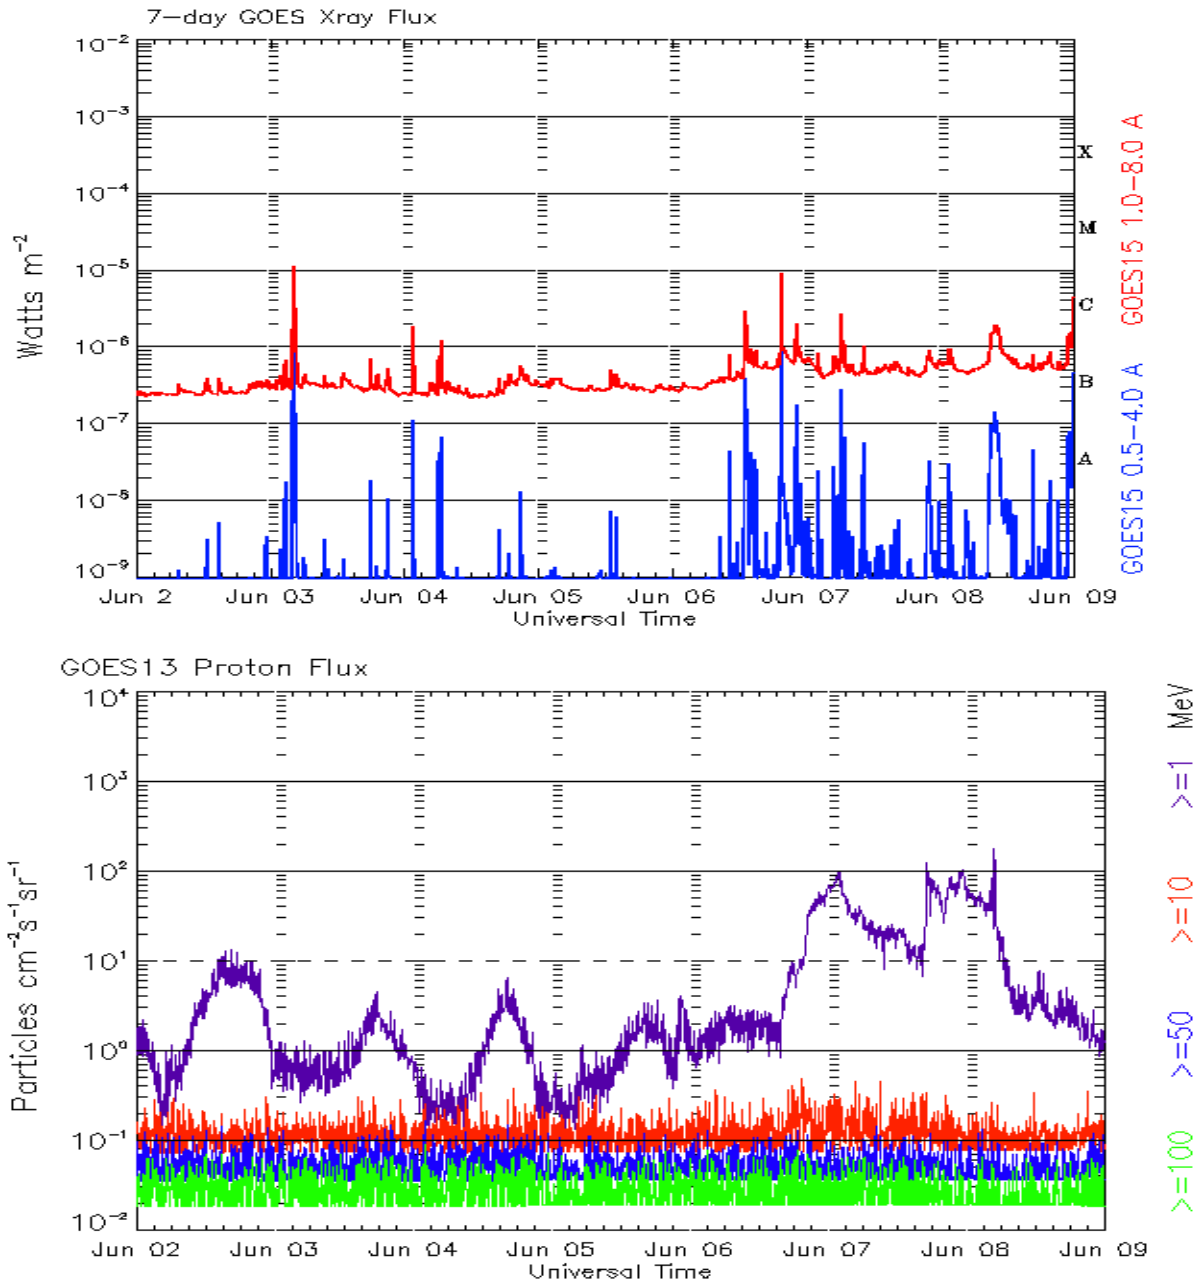 7-day GOES Xray Flux
10⁻²
10⁻³
10⁻⁴
10⁻⁵
10⁻⁶
10⁻⁷
10⁻⁸
10⁻⁹
Watts m⁻²
X
M
C
B
A
GOES15 1.0-8.0 A
GOES15 0.5-4.0 A
Jun 2 Jun 03 Jun 04 Jun 05 Jun 06 Jun 07 Jun 08 Jun 09
Universal Time
GOES13 Proton Flux
10⁴
10³
10²
10¹
10⁰
10⁻¹
10⁻²
Particles cm⁻²s⁻¹sr⁻¹
>=1 MeV
>=10
>=50
>=100
Jun 02 Jun 03 Jun 04 Jun 05 Jun 06 Jun 07 Jun 08 Jun 09
Universal Time